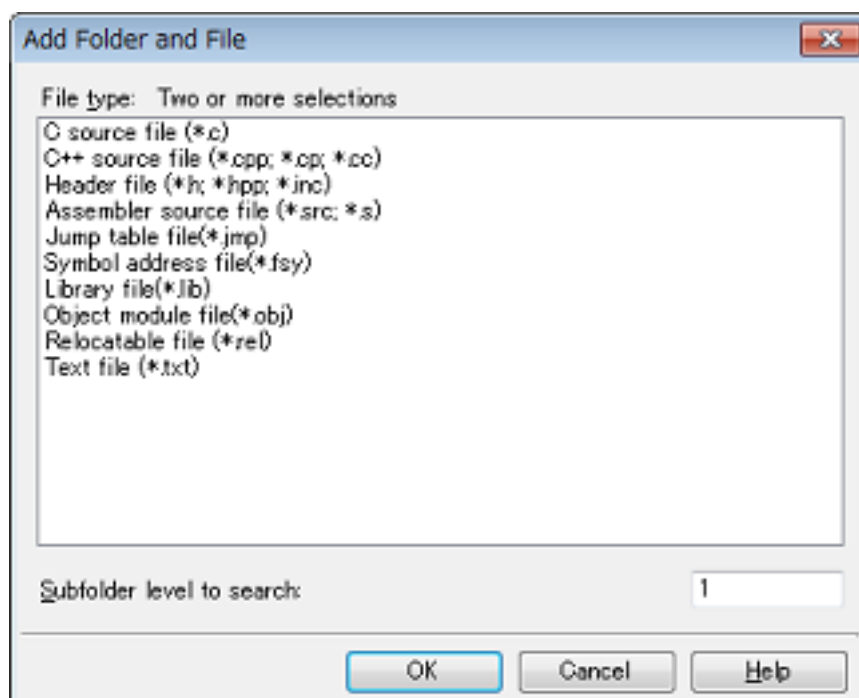 Add Folder and File
File type: Two or more selections
C source file (*.c)
C++ source file (*.cpp; *.cp; *.cc)
Header file (*.h; *.hpp; *.inc)
Assembler source file (*.src; *.s)
Jump table file(*.jmp)
Symbol address file(*.fsy)
Library file(*.lib)
Object module file(*.obj)
Relocatable file (*.rel)
Text file (*.txt)
Subfolder level to search: 1
OK Cancel Help